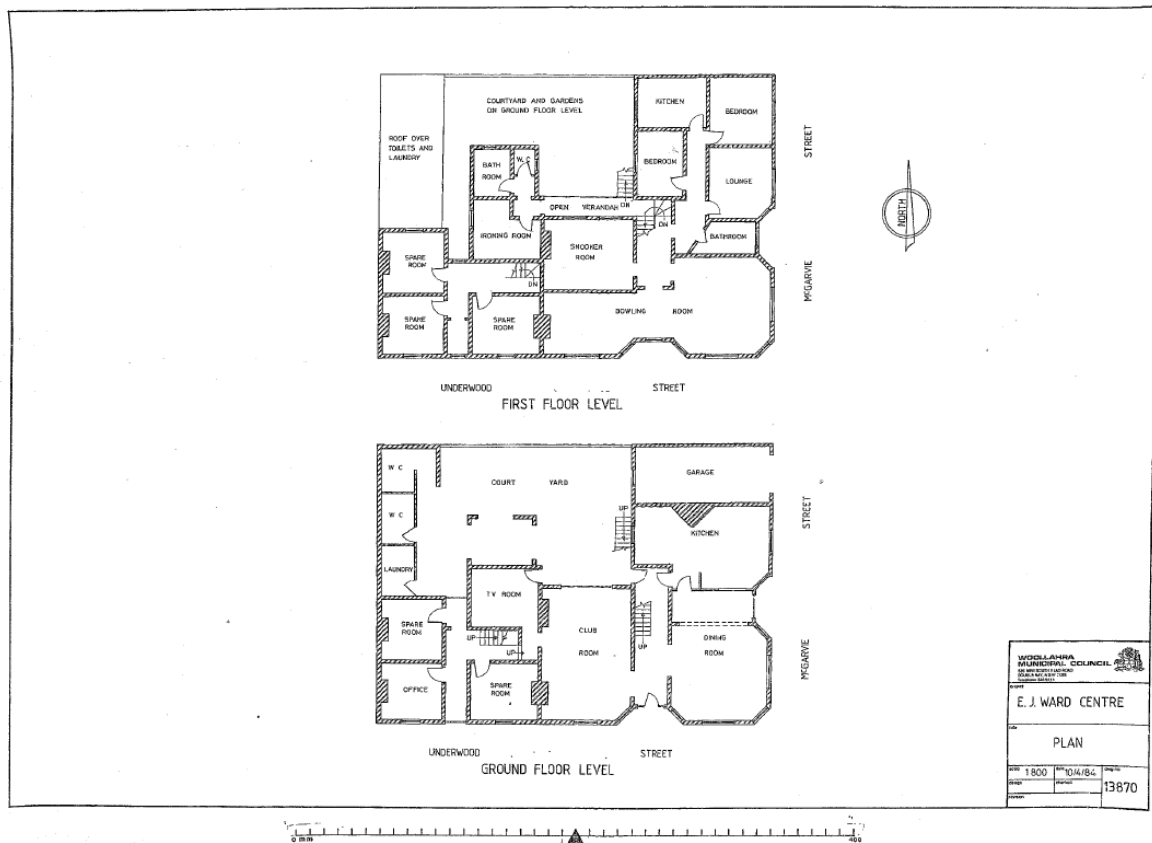 COURTYARD AND GARDENS
ON GROUND FLOOR LEVEL
KITCHEN
BEDROOM
ROOF OVER
TOILETS AND
LAUNDRY
BATH
ROOM
W.C
BEDROOM
LOUNGE
STREET
DN
OPEN VERANDAH
DN
IRONING ROOM
SNOOKER
ROOM
BATHROOM
SPARE
ROOM
DN
McGARVIE
SPARE
ROOM
SPARE
ROOM
BOWLING ROOM
UNDERWOOD STREET
FIRST FLOOR LEVEL
NORTH
W C
COURT YARD
GARAGE
UP
W C
KITCHEN
STREET
LAUNDRY
TV ROOM
SPARE
ROOM
UP
UP
CLUB
ROOM
UP
DINING
ROOM
McGARVIE
OFFICE
SPARE
ROOM
UNDERWOOD STREET
GROUND FLOOR LEVEL
WOOLLAHRA
MUNICIPAL COUNCIL
E. J. WARD CENTRE
PLAN
1 800
10/4/84
13870
0 mm
400